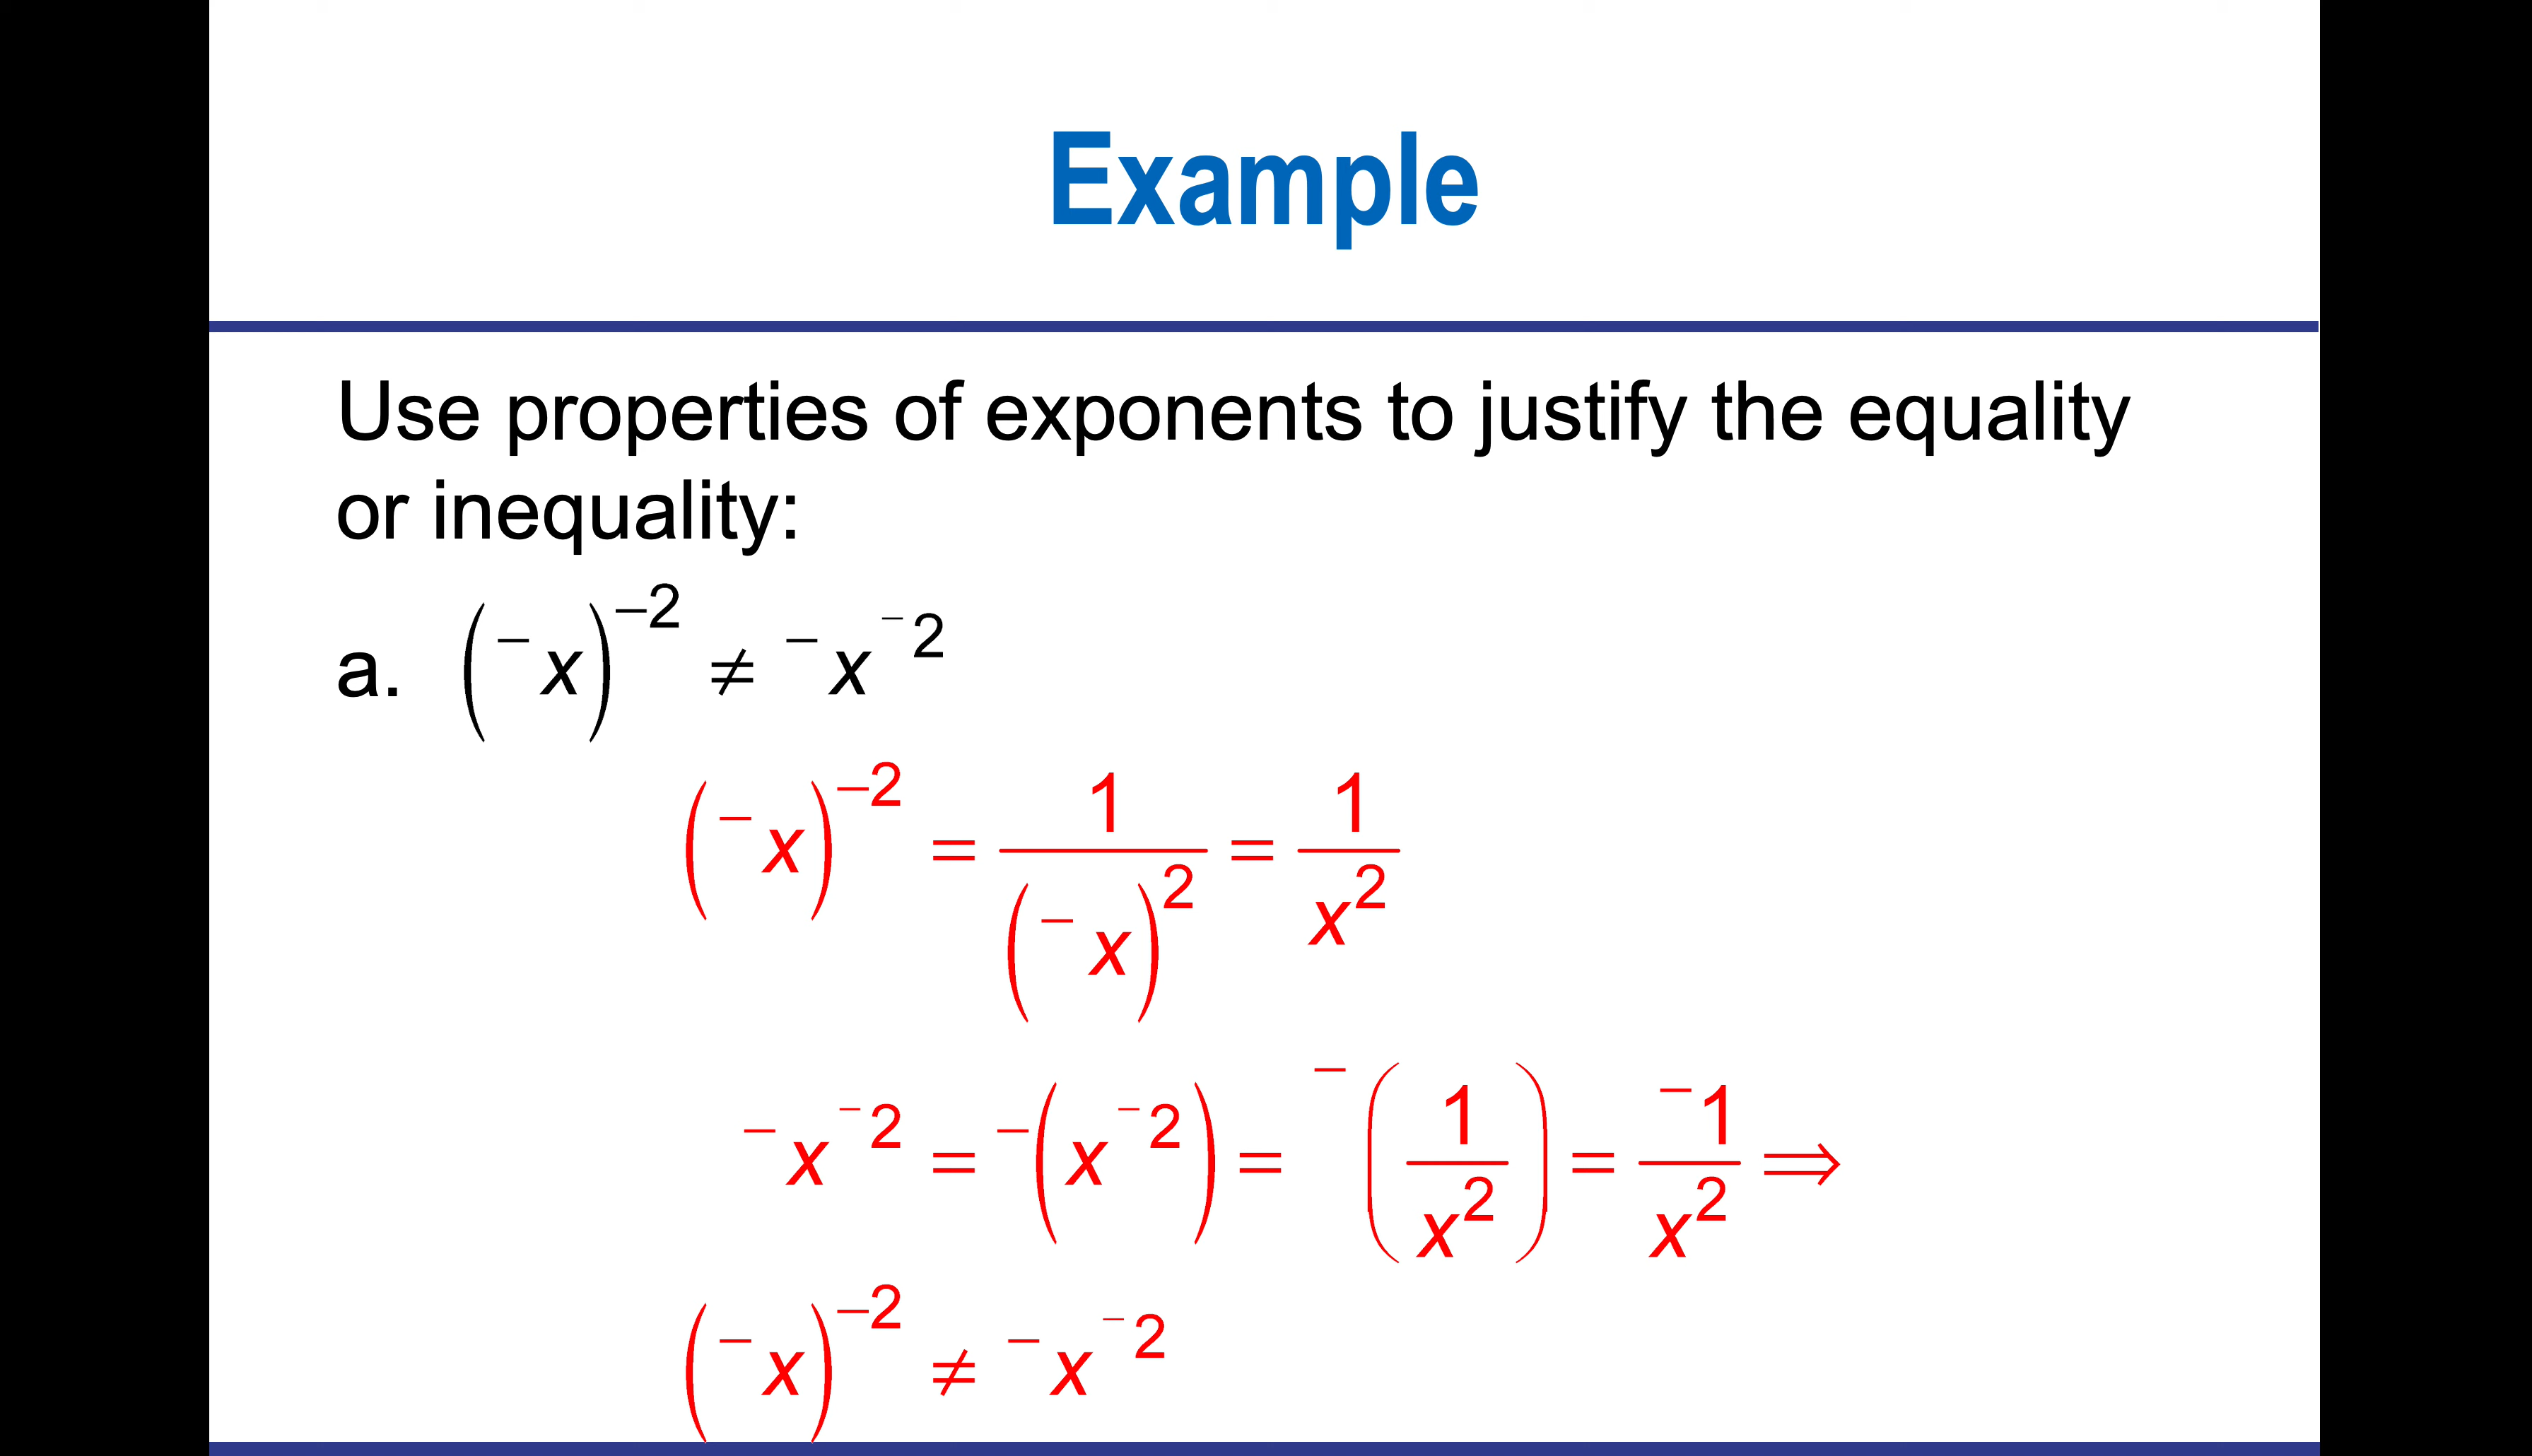 Example
Use properties of exponents to justify the equality
or inequality:
a. (⁻x)⁻² ≠ ⁻x⁻²
(⁻x)⁻² = 1/(⁻x)² = 1/x²
⁻x⁻² = ⁻(x⁻²) = ⁻(1/x²) = ⁻1/x² ⇒
(⁻x)⁻² ≠ ⁻x⁻²